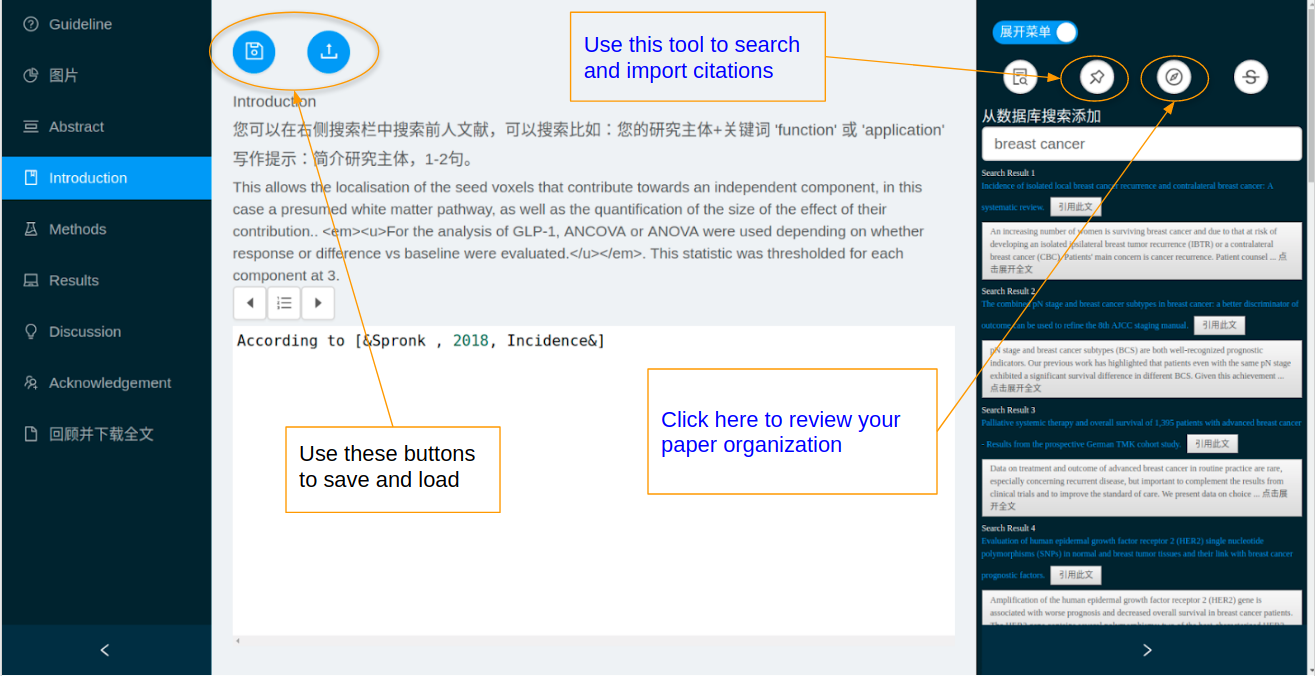 Guideline
图片
Abstract
Introduction
Methods
Results
Discussion
Acknowledgement
回顾并下载全文
Introduction
您可以在右侧搜索栏中搜索前人文献，可以搜索比如：您的研究主体+关键词 'function' 或 'application'
写作提示：简介研究主体，1-2句。
This allows the localisation of the seed voxels that contribute towards an independent component, in this
case a presumed white matter pathway, as well as the quantification of the size of the effect of their
contribution.. <em><u>For the analysis of GLP-1, ANCOVA or ANOVA were used depending on whether
response or difference vs baseline were evaluated.</u></em>. This statistic was thresholded for each
component at 3.
According to [&Spronk , 2018, Incidence&]
Use these buttons
to save and load
Use this tool to search
and import citations
Click here to review your
paper organization
展开菜单
从数据库搜索添加
breast cancer
Search Result 1
Incidence of isolated local breast cancer recurrence and contralateral breast cancer: A
systematic review. 引用此文
An increasing number of women is surviving breast cancer and due to that at risk of
developing an isolated ipsilateral breast tumor recurrence (IBTR) or a contralateral
breast cancer (CBC). Patients' main concern is cancer recurrence. Patient counsel ... 点
击展开全文
Search Result 2
The combined pN stage and breast cancer subtypes in breast cancer: a better discriminator of
outcome can be used to refine the 8th AJCC staging manual. 引用此文
pN stage and breast cancer subtypes (BCS) are both well-recognized prognostic
indicators. Our previous work has highlighted that patients even with the same pN stage
exhibited a significant survival difference in different BCS. Given this achievement ...
点击展开全文
Search Result 3
Palliative systemic therapy and overall survival of 1,395 patients with advanced breast cancer
- Results from the prospective German TMK cohort study. 引用此文
Data on treatment and outcome of advanced breast cancer in routine practice are rare,
especially concerning recurrent disease, but important to complement the results from
clinical trials and to improve the standard of care. We present data on choice ... 点击展
开全文
Search Result 4
Evaluation of human epidermal growth factor receptor 2 (HER2) single nucleotide
polymorphisms (SNPs) in normal and breast tumor tissues and their link with breast cancer
prognostic factors. 引用此文
Amplification of the human epidermal growth factor receptor 2 (HER2) gene is
associated with worse prognosis and decreased overall survival in breast cancer patients.